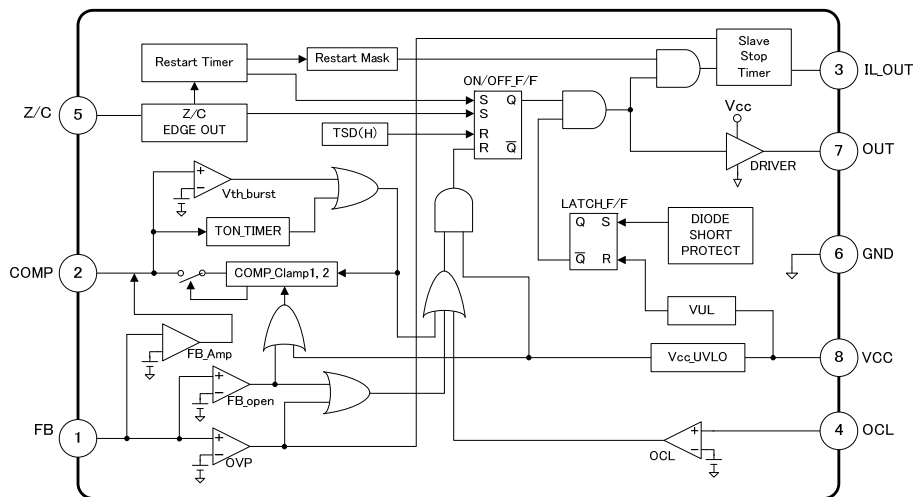 Restart Timer
Restart Mask
Slave
Stop
Timer
3
IL_OUT
ON/OFF_F/F
Z/C
5
Z/C
EDGE OUT
S
Q
S
TSD(H)
R
R
Q
Vcc
7
OUT
DRIVER
+
−
Vth_burst
LATCH_F/F
TON_TIMER
Q
S
DIODE
SHORT
PROTECT
COMP
2
COMP_Clamp1, 2
Q
R
6
GND
VUL
+
−
FB_Amp
Vcc_UVLO
8
VCC
+
−
FB_open
FB
1
+
−
OVP
OCL
+
−
4
OCL